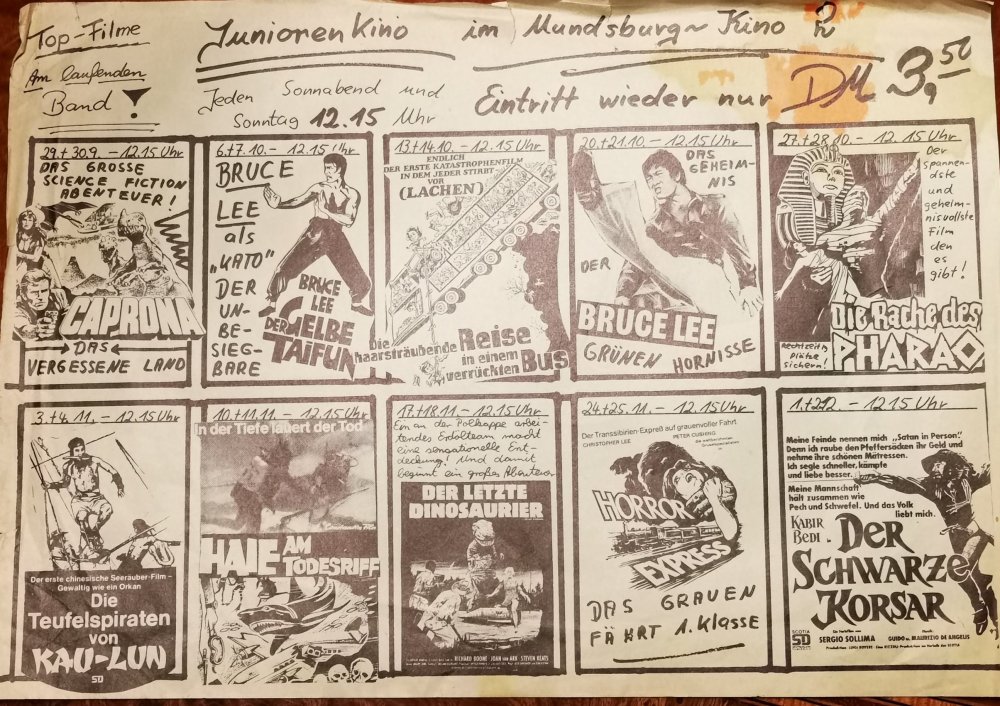 Top-Filme
Am laufenden
Band!
Junioren Kino im Mundsburg-Kino 2
Jeden Sonnabend und
Sonntag 12.15 Uhr
Eintritt wieder nur DM 3,50
29.+30.9. - 12.15 Uhr
DAS GROSSE
SCIENCE FICTION
ABENTEUER!
CAPRONA
DAS
VERGESSENE LAND
6.+7.10. - 12.15 Uhr
BRUCE
LEE
als
"KATO"
DER
UN-
BE-
SIEG-
BARE
BRUCE
LEE
DER GELBE
TAIFUN
13.+14.10. - 12.15 Uhr
ENDLICH
DER ERSTE KATASTROPHENFILM
IN DEM JEDER STIRBT
VOR
(LACHEN)
Die
haarsträubende Reise
in einem
verrückten Bus
20.+21.10. - 12.15 Uhr
DAS
GEHEIM-
NIS
DER
BRUCE LEE
GRÜNEN HORNISSE
27.+28.10. - 12.15 Uhr
Der
spannen-
dste
und
geheim-
nisvollste
Film
den
es
gibt!
Die Rache des
PHARAO
Rechtzeitig
Plätze
sichern!
3.+4.11. - 12.15 Uhr
Der erste chinesische Seeräuber-Film -
Gewaltig wie ein Orkan
Die
Teufelspiraten
von
KAU-LUN
SD
10.+11.11. - 12.15 Uhr
In der Tiefe lauert der Tod
HAIE AM
TODESRIFF
17.+18.11. - 12.15 Uhr
Ein an der Polkappe arbei-
tendes Erdölteam macht
eine sensationelle Ent-
deckung! Und damit
beginnt ein großes Abenteuer
DER LETZTE
DINOSAURIER
RICHARD BOONE JOAN VAN ARK STEVEN KEATS
24.+25.11. - 12.15 Uhr
Der Transsibirien-Expreß auf grauenvoller Fahrt
CHRISTOPHER LEE PETER CUSHING
HORROR
EXPRESS
DAS GRAUEN
FÄHRT 1. KLASSE
1.+2.12. - 12.15 Uhr
Meine Feinde nennen mich „Satan in Person".
Denn ich raube den Pfeffersäcken ihr Geld und
nehme ihre schönen Mätressen.
Ich segle schneller, kämpfe
und liebe besser.
Meine Mannschaft
hält zusammen wie
Pech und Schwefel. Und das Volk
liebt mich.
KABIR
BEDI
Der
SCHWARZE
KORSAR
SCOTIA
SD
Ein Verleihfilm von
SERGIO SOLLIMA
GUIDO u. MAURIZIO DE ANGELIS